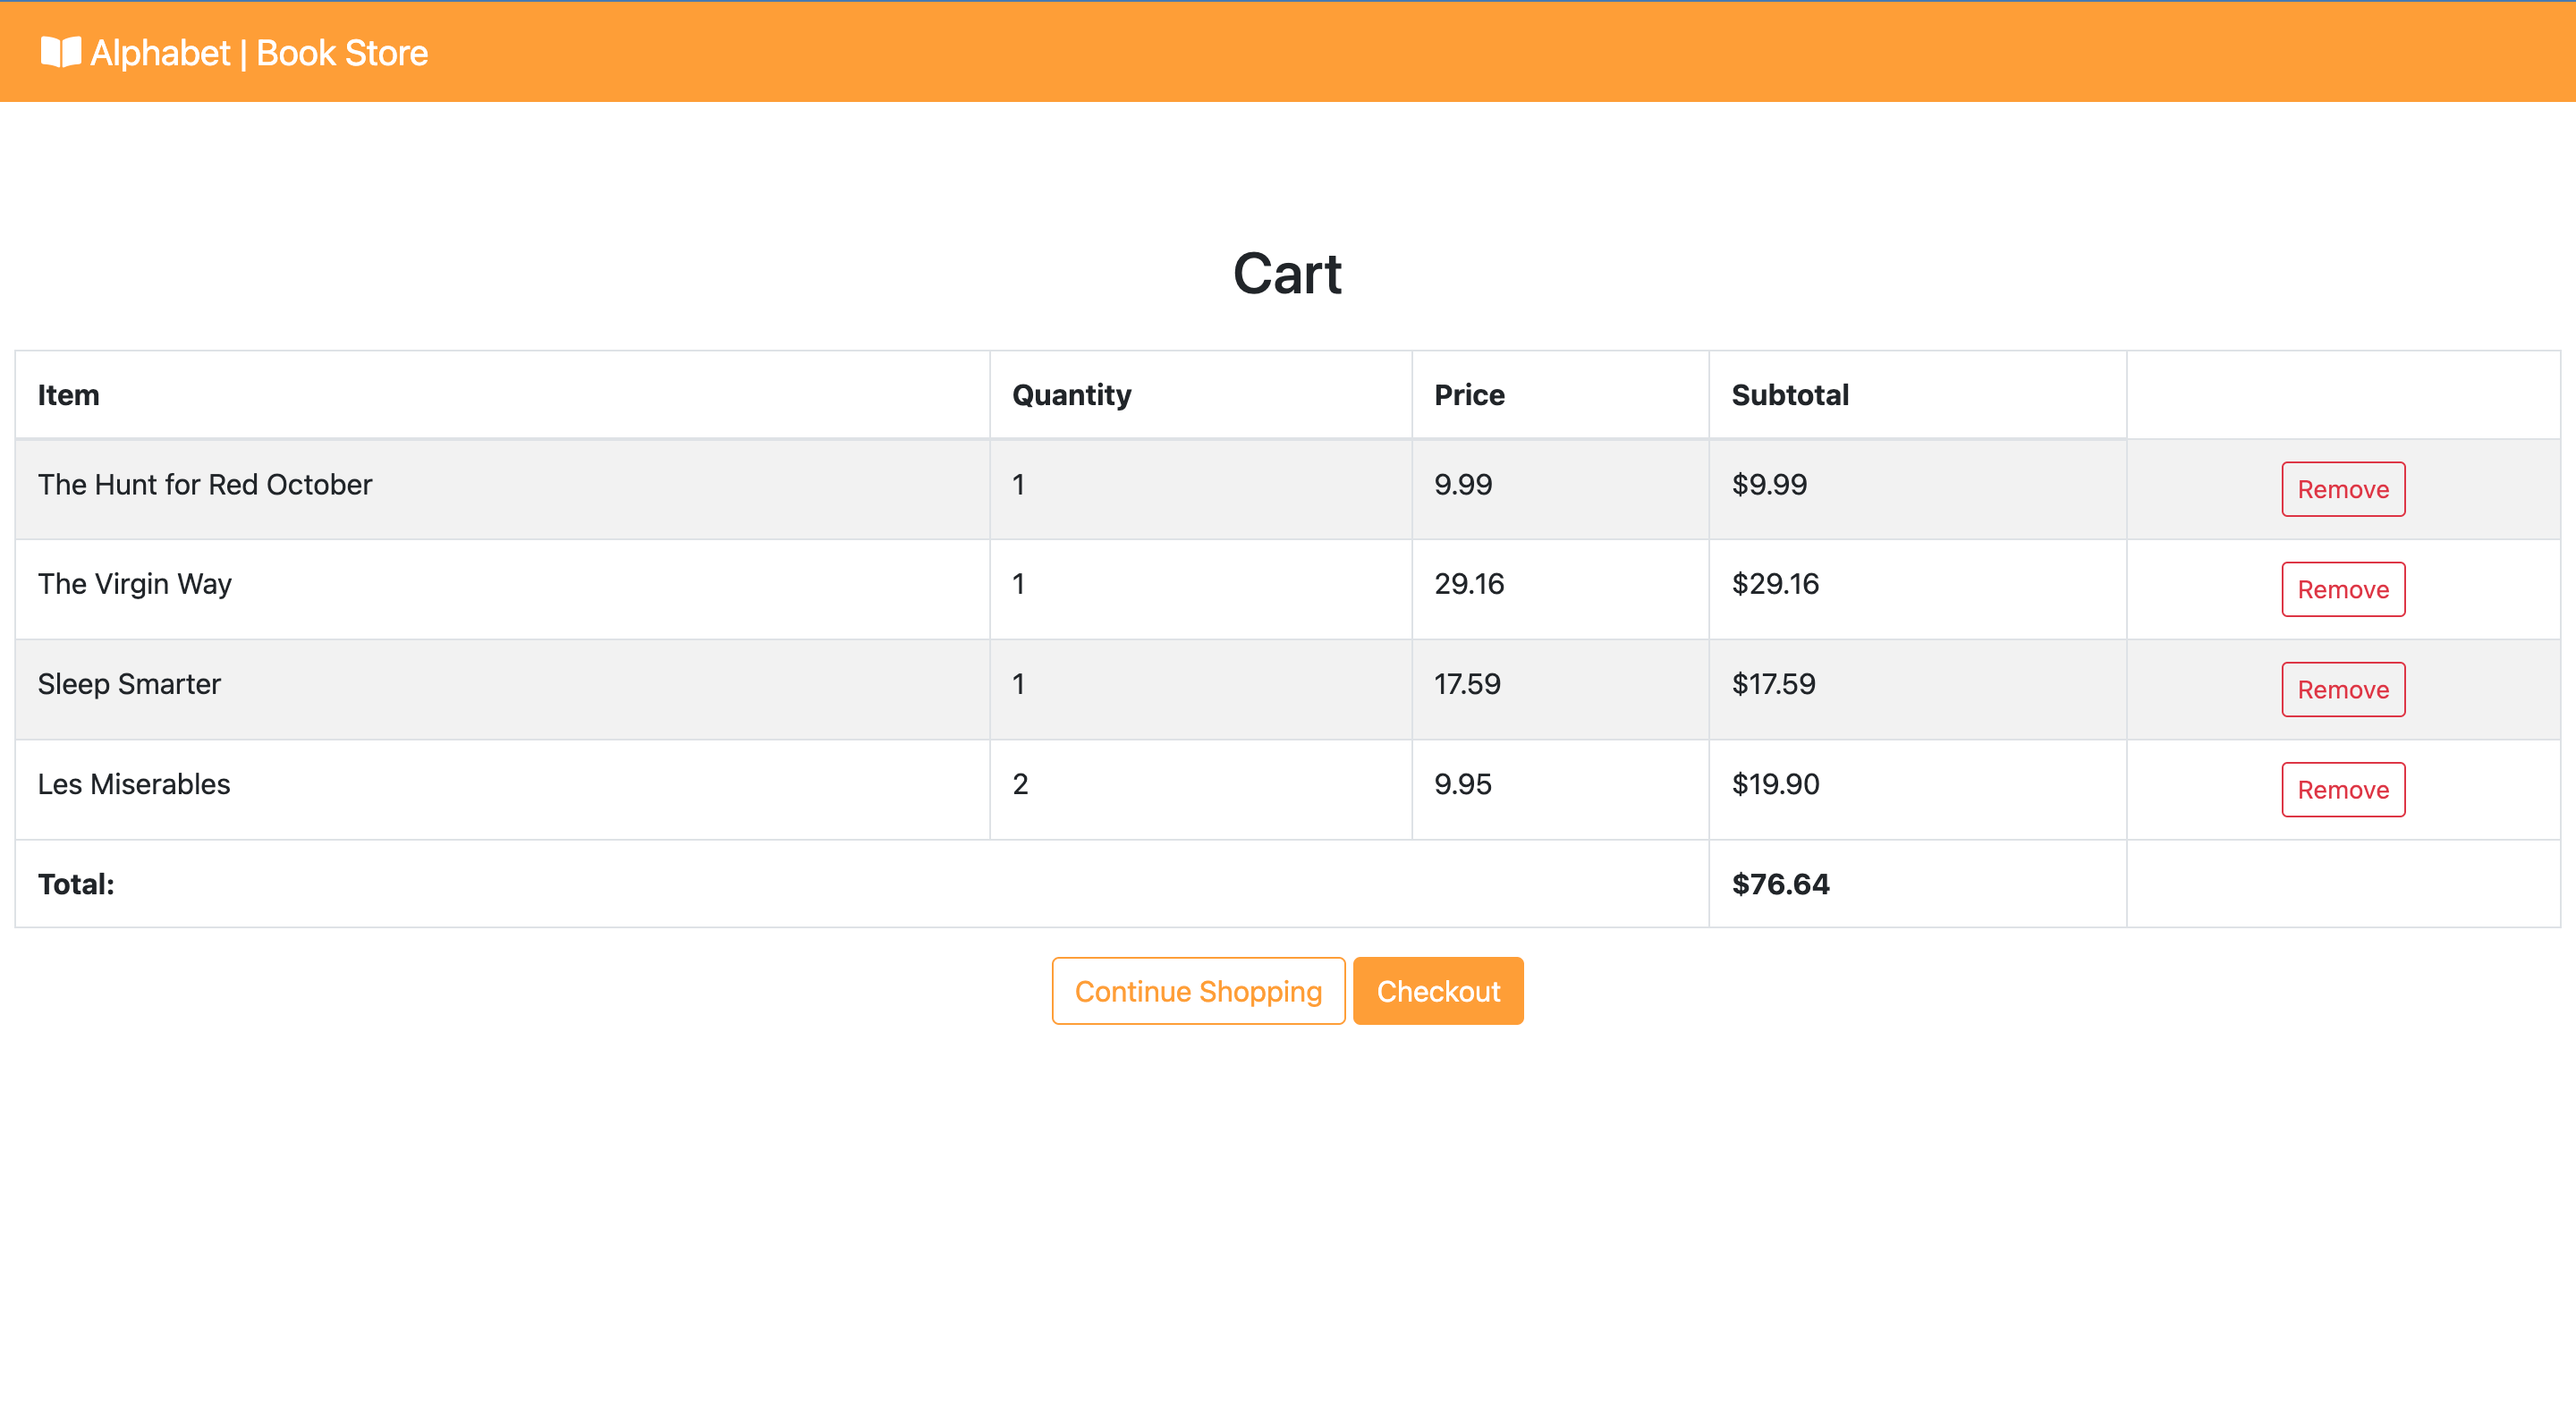 Alphabet | Book Store
Cart
Item Quantity Price Subtotal
The Hunt for Red October 1 9.99 $9.99 Remove
The Virgin Way 1 29.16 $29.16 Remove
Sleep Smarter 1 17.59 $17.59 Remove
Les Miserables 2 9.95 $19.90 Remove
Total: $76.64
Continue Shopping Checkout